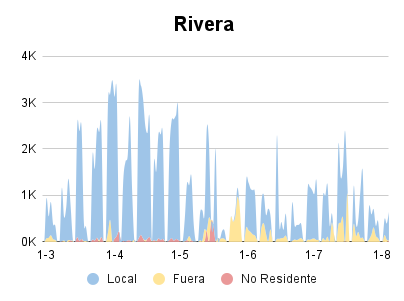 Rivera
4K
3K
2K
1K
0K
1-3 1-4 1-5 1-6 1-7 1-8
Local Fuera No Residente